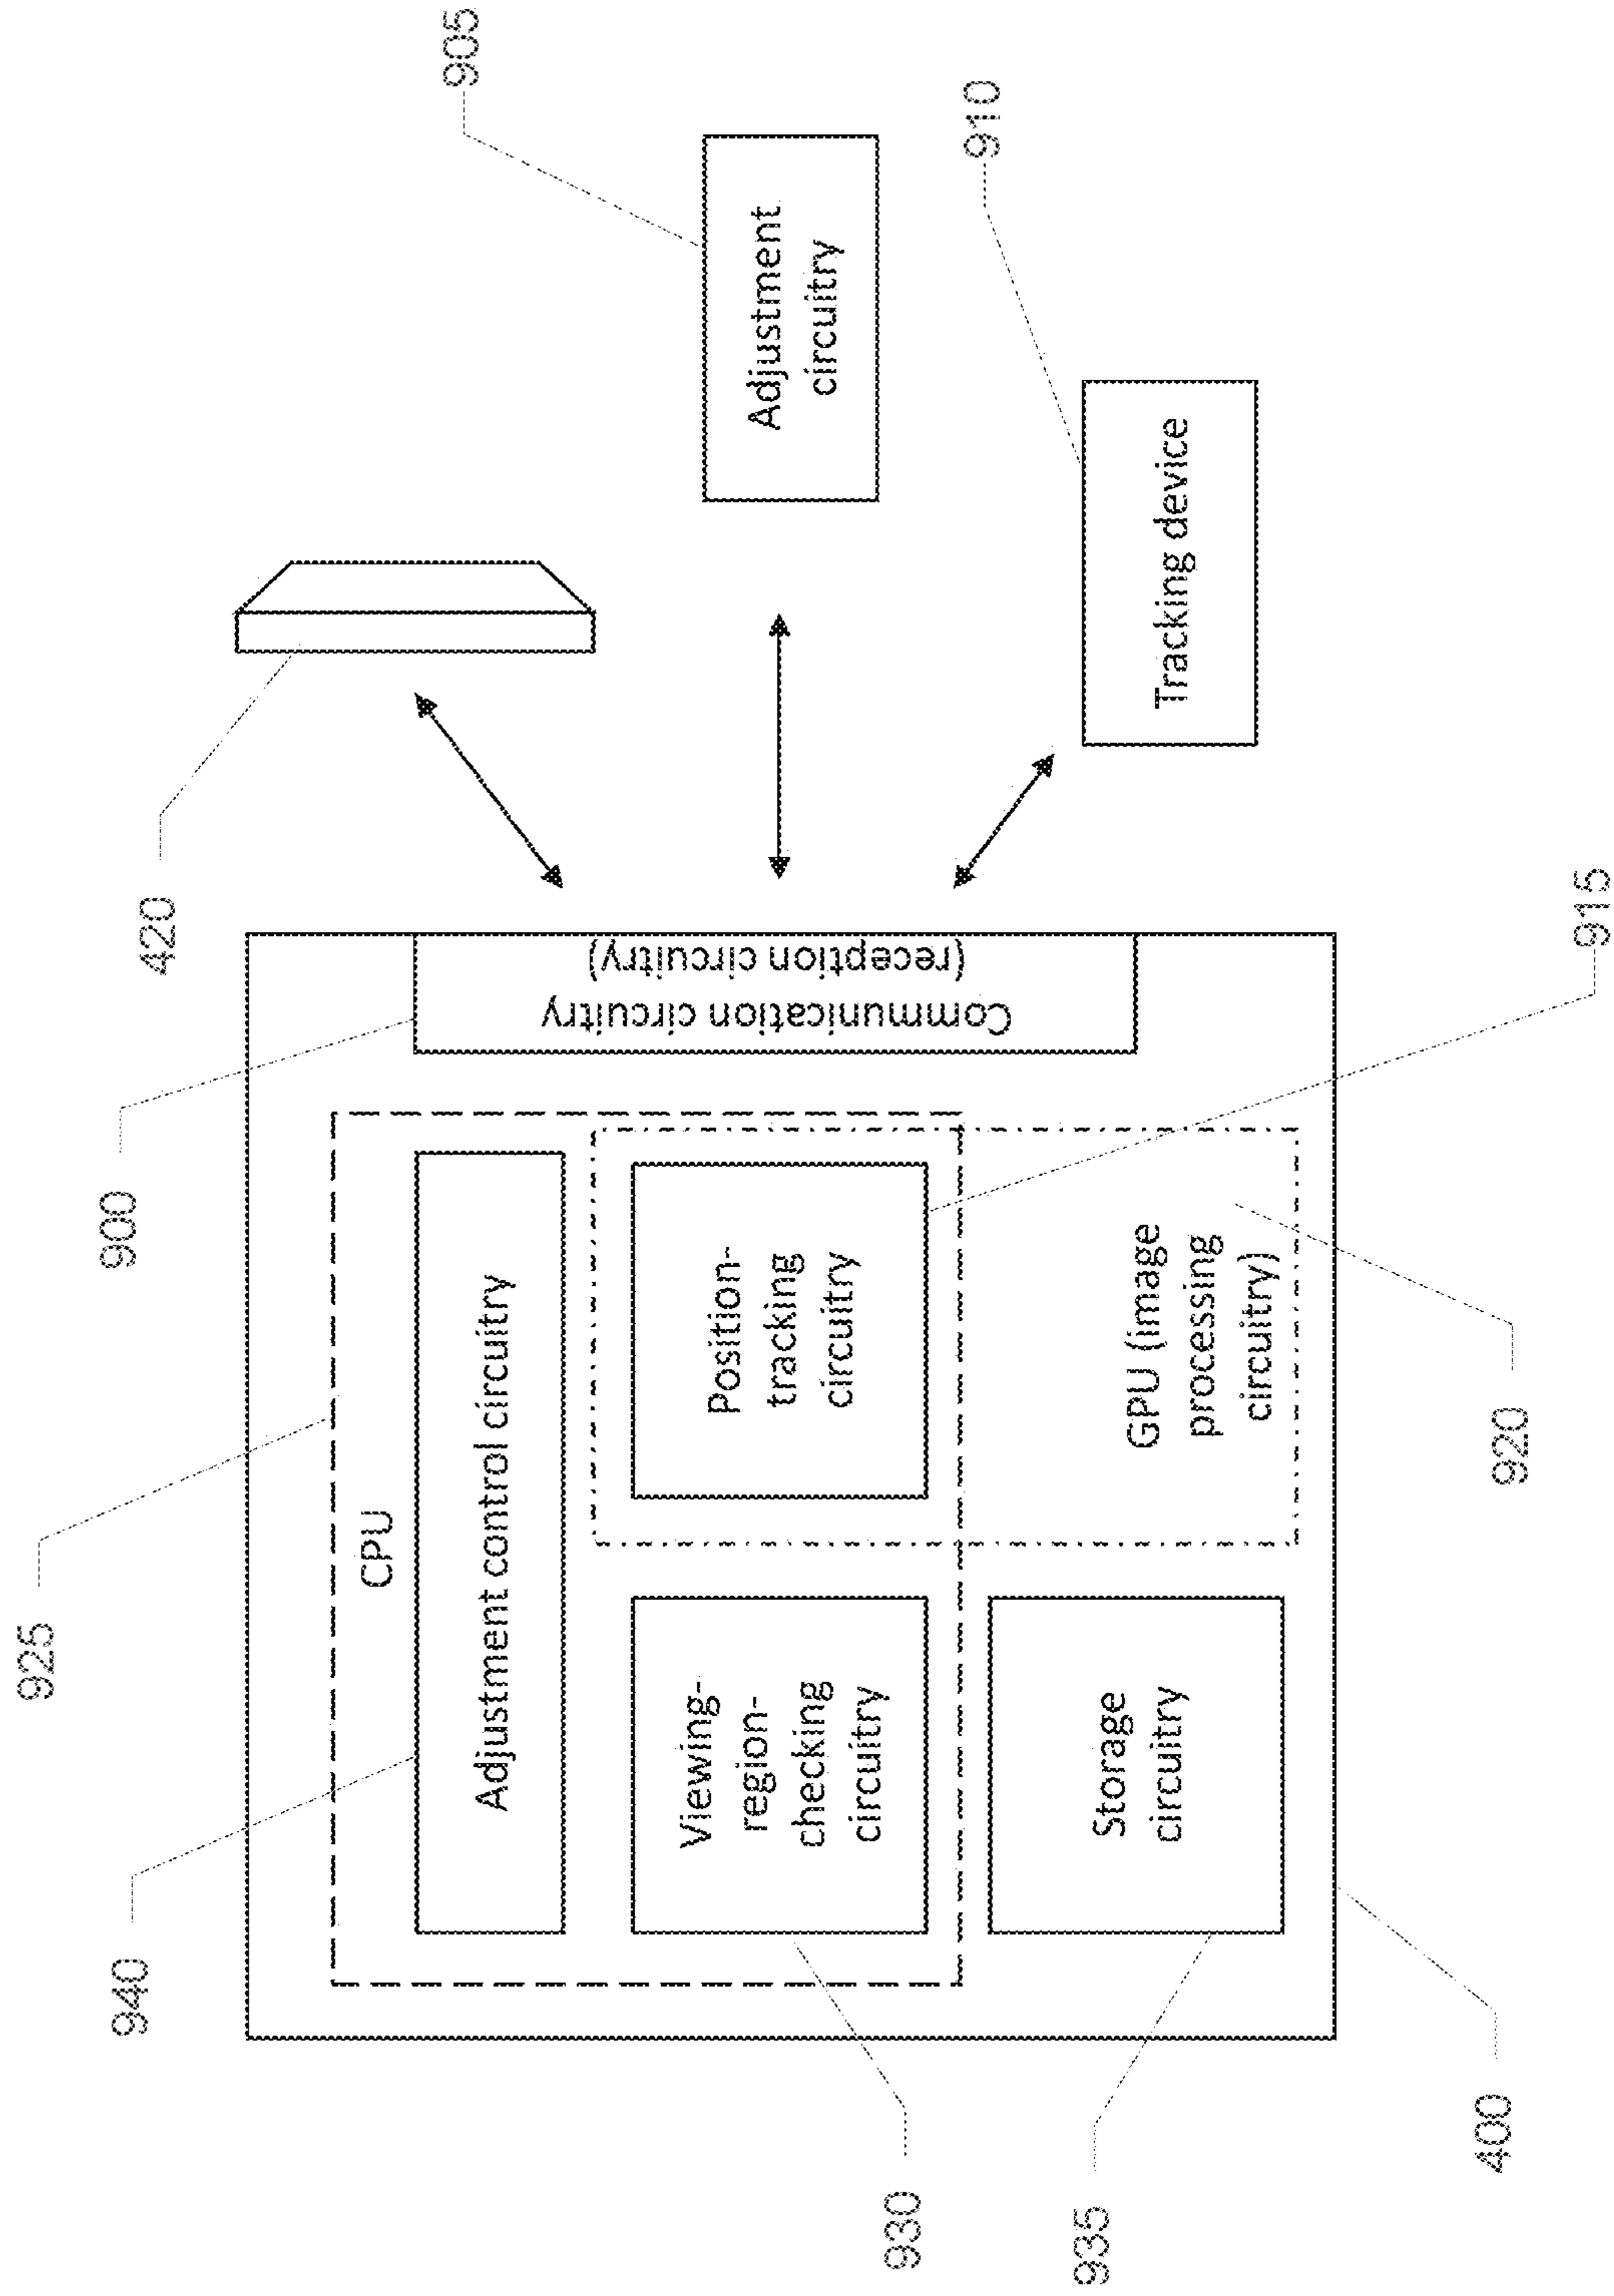 925
900
940
420
905
CPU
Adjustment control circuitry
Communication circuitry
(reception circuitry)
Viewing-
region-
checking
circuitry
Position-
tracking
circuitry
Adjustment
circuitry
910
930
Storage
circuitry
GPU (image
processing
circuitry)
Tracking device
935
400
920
915